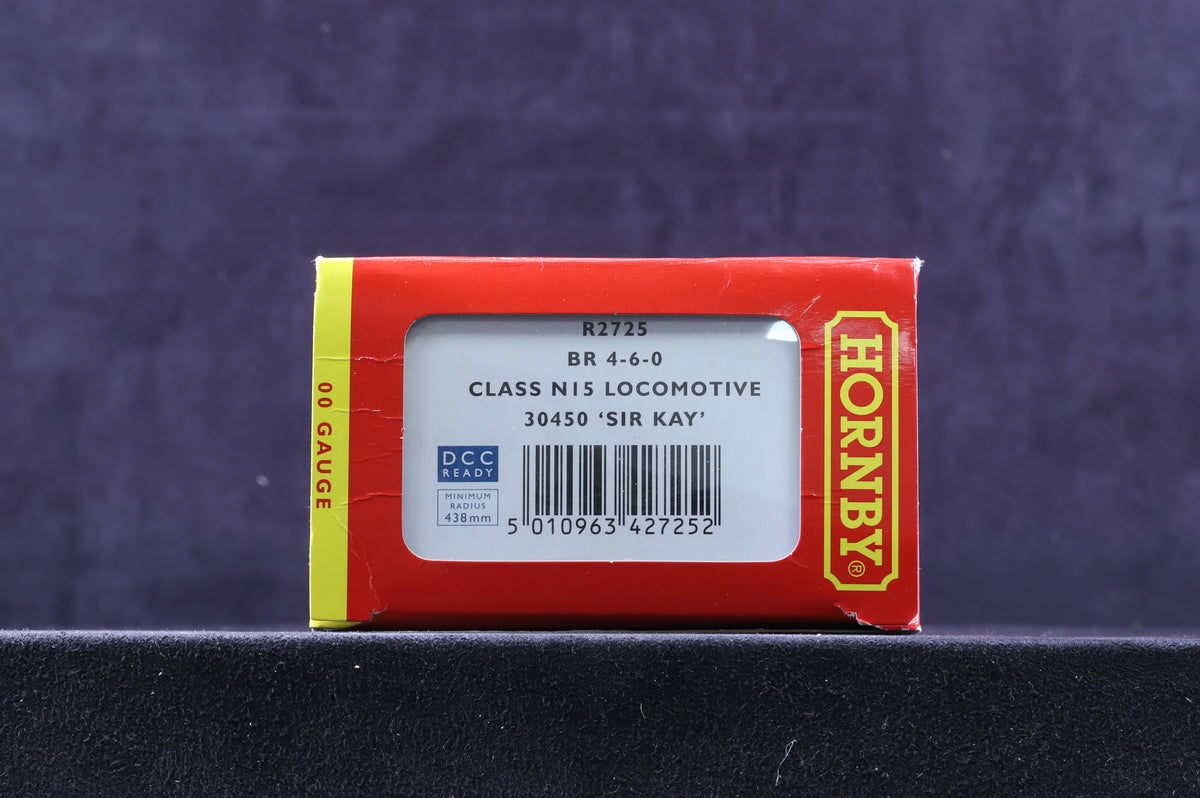 00 GAUGE
R2725
BR 4-6-0
CLASS N15 LOCOMOTIVE
30450 ‘SIR KAY’
DCC
READY
MINIMUM
RADIUS
438mm
5 010963 427252
HORNBY®